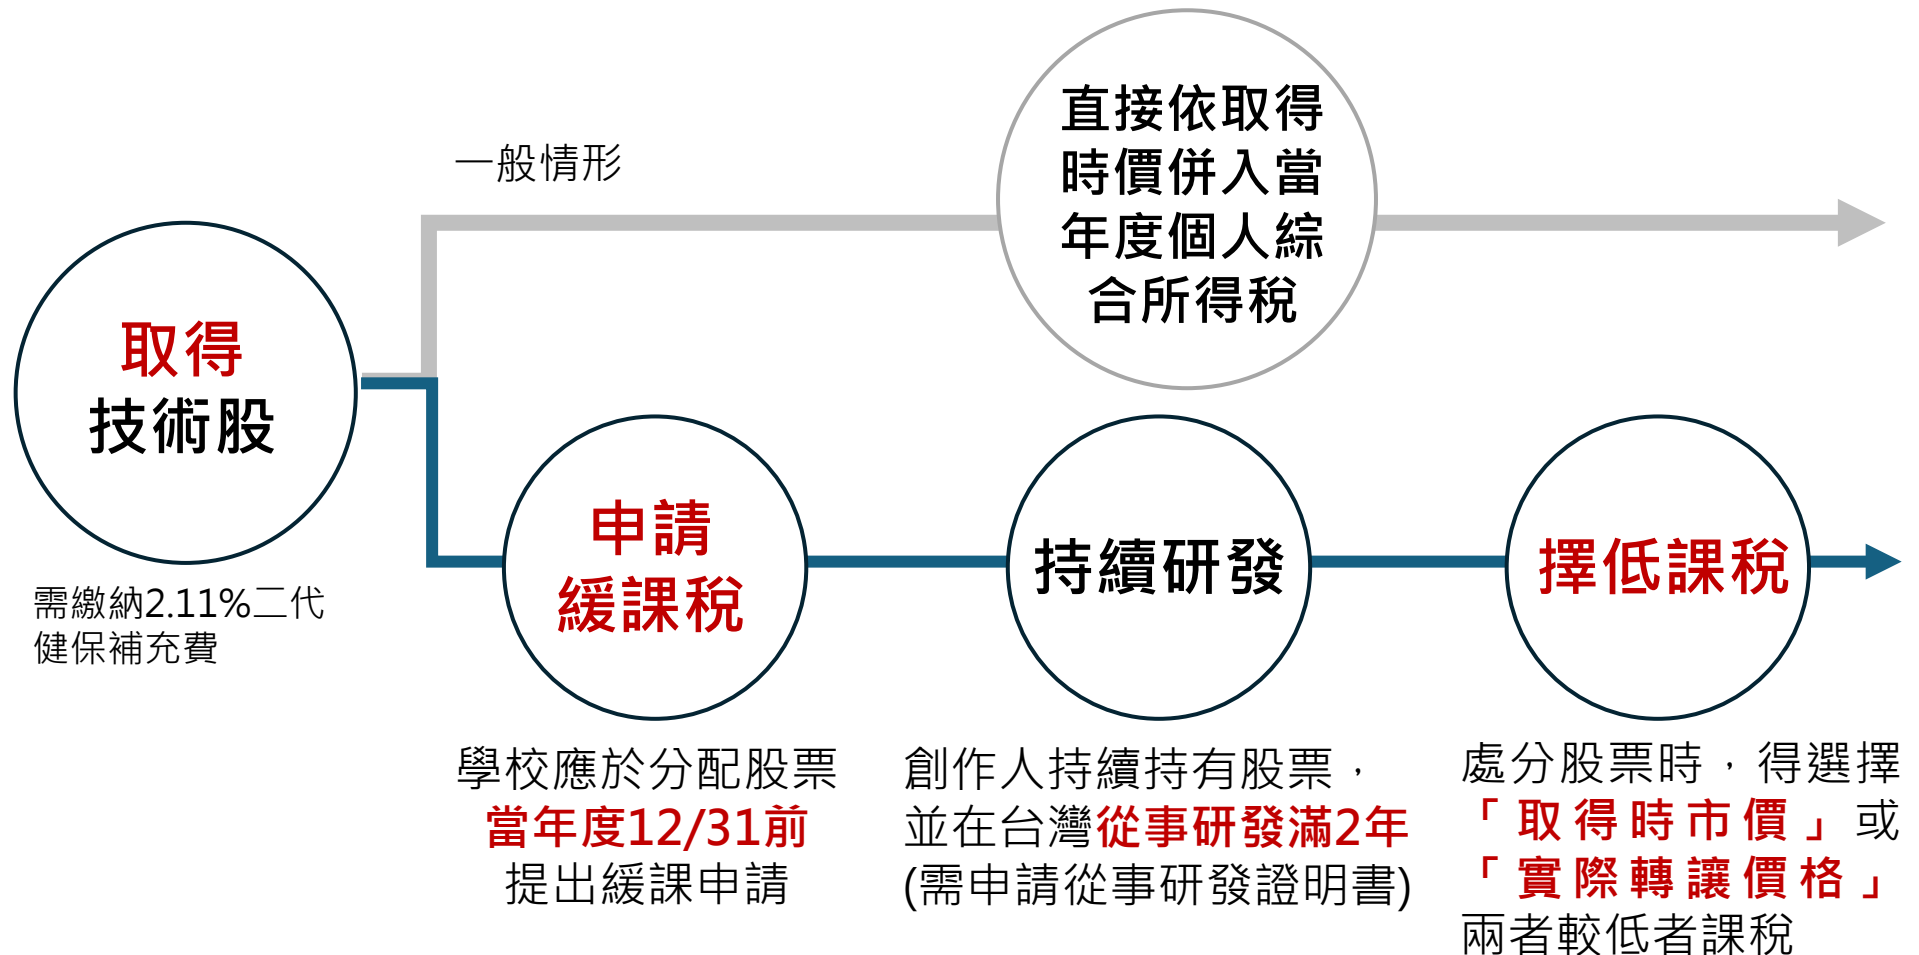 一般情形
直接依取得
時價併入當
年度個人綜
合所得稅
取得
技術股
需繳納2.11%二代
健保補充費
申請
緩課稅
學校應於分配股票
當年度12/31前
提出緩課申請
持續研發
創作人持續持有股票，
並在台灣從事研發滿2年
(需申請從事研發證明書)
擇低課稅
處分股票時，得選擇
「取得時市價」或
「實際轉讓價格」
兩者較低者課稅